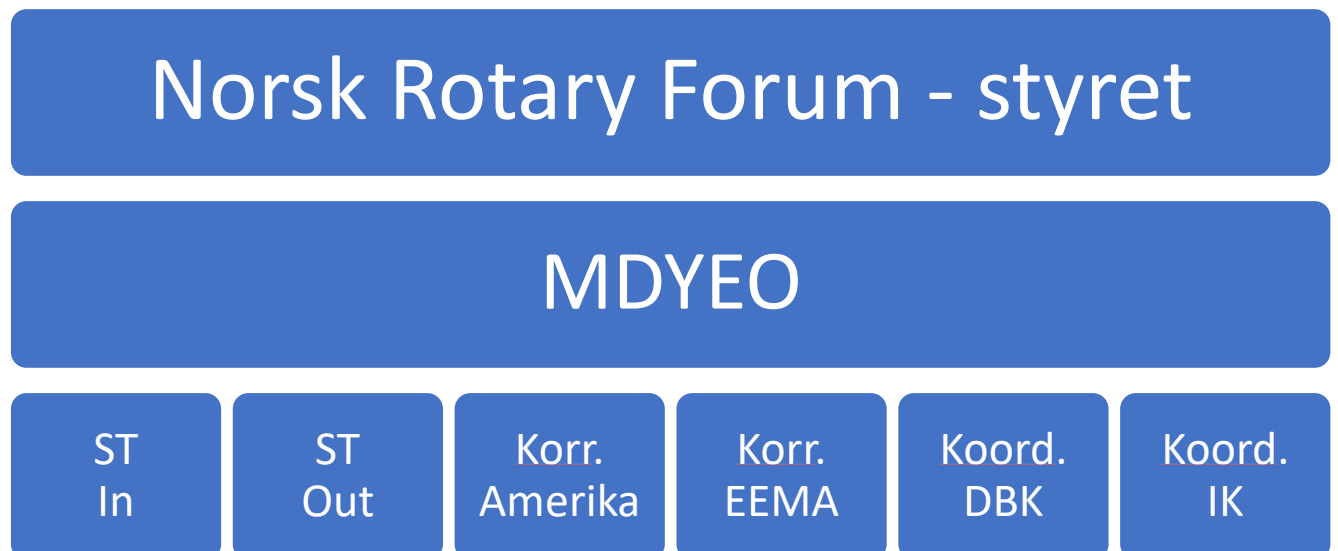 Norsk Rotary Forum - styret
MDYEO
ST
In
ST
Out
Korr.
Amerika
Korr.
EEMA
Koord.
DBK
Koord.
IK